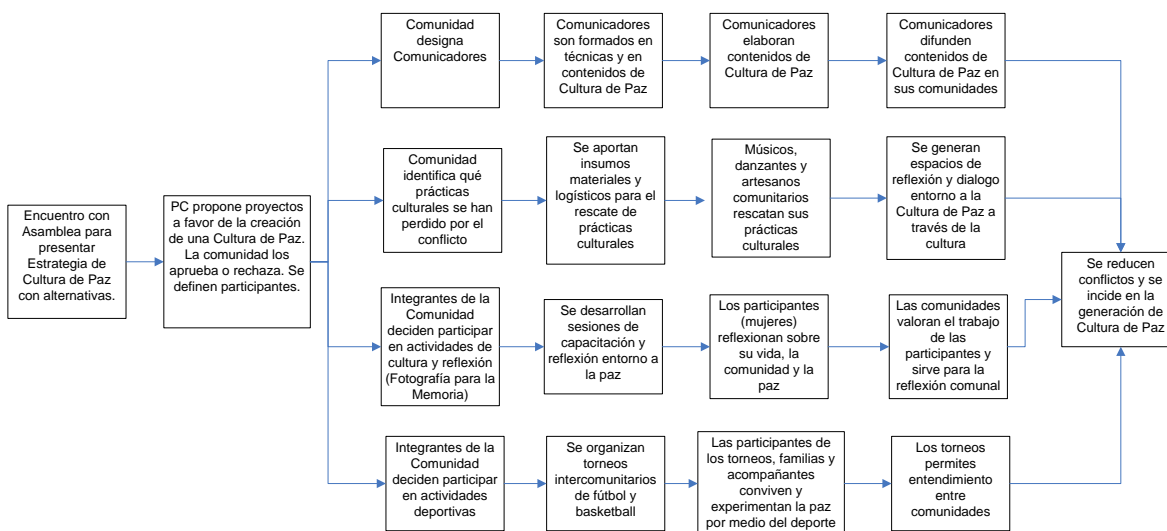 Encuentro con
Asamblea para
presentar
Estrategia de
Cultura de Paz
con alternativas.
PC propone proyectos
a favor de la creación
de una Cultura de Paz.
La comunidad los
aprueba o rechaza. Se
definen participantes.
Comunidad
designa
Comunicadores
Comunicadores
son formados en
técnicas y en
contenidos de
Cultura de Paz
Comunicadores
elaboran
contenidos de
Cultura de Paz
Comunicadores
difunden
contenidos de
Cultura de Paz en
sus comunidades
Comunidad
identifica qué
prácticas
culturales se han
perdido por el
conflicto
Se aportan
insumos
materiales y
logísticos para el
rescate de
prácticas
culturales
Músicos,
danzantes y
artesanos
comunitarios
rescatan sus
prácticas
culturales
Se generan
espacios de
reflexión y dialogo
entorno a la
Cultura de Paz a
través de la
cultura
Integrantes de la
Comunidad
deciden participar
en actividades de
cultura y reflexión
(Fotografía para la
Memoria)
Se desarrollan
sesiones de
capacitación y
reflexión entorno a
la paz
Los participantes
(mujeres)
reflexionan sobre
su vida, la
comunidad y la
paz
Las comunidades
valoran el trabajo
de las
participantes y
sirve para la
reflexión comunal
Integrantes de la
Comunidad
deciden participar
en actividades
deportivas
Se organizan
torneos
intercomunitarios
de fútbol y
basketball
Las participantes de
los torneos, familias y
acompañantes
conviven y
experimentan la paz
por medio del deporte
Los torneos
permites
entendimiento
entre
comunidades
Se reducen
conflictos y se
incide en la
generación de
Cultura de Paz